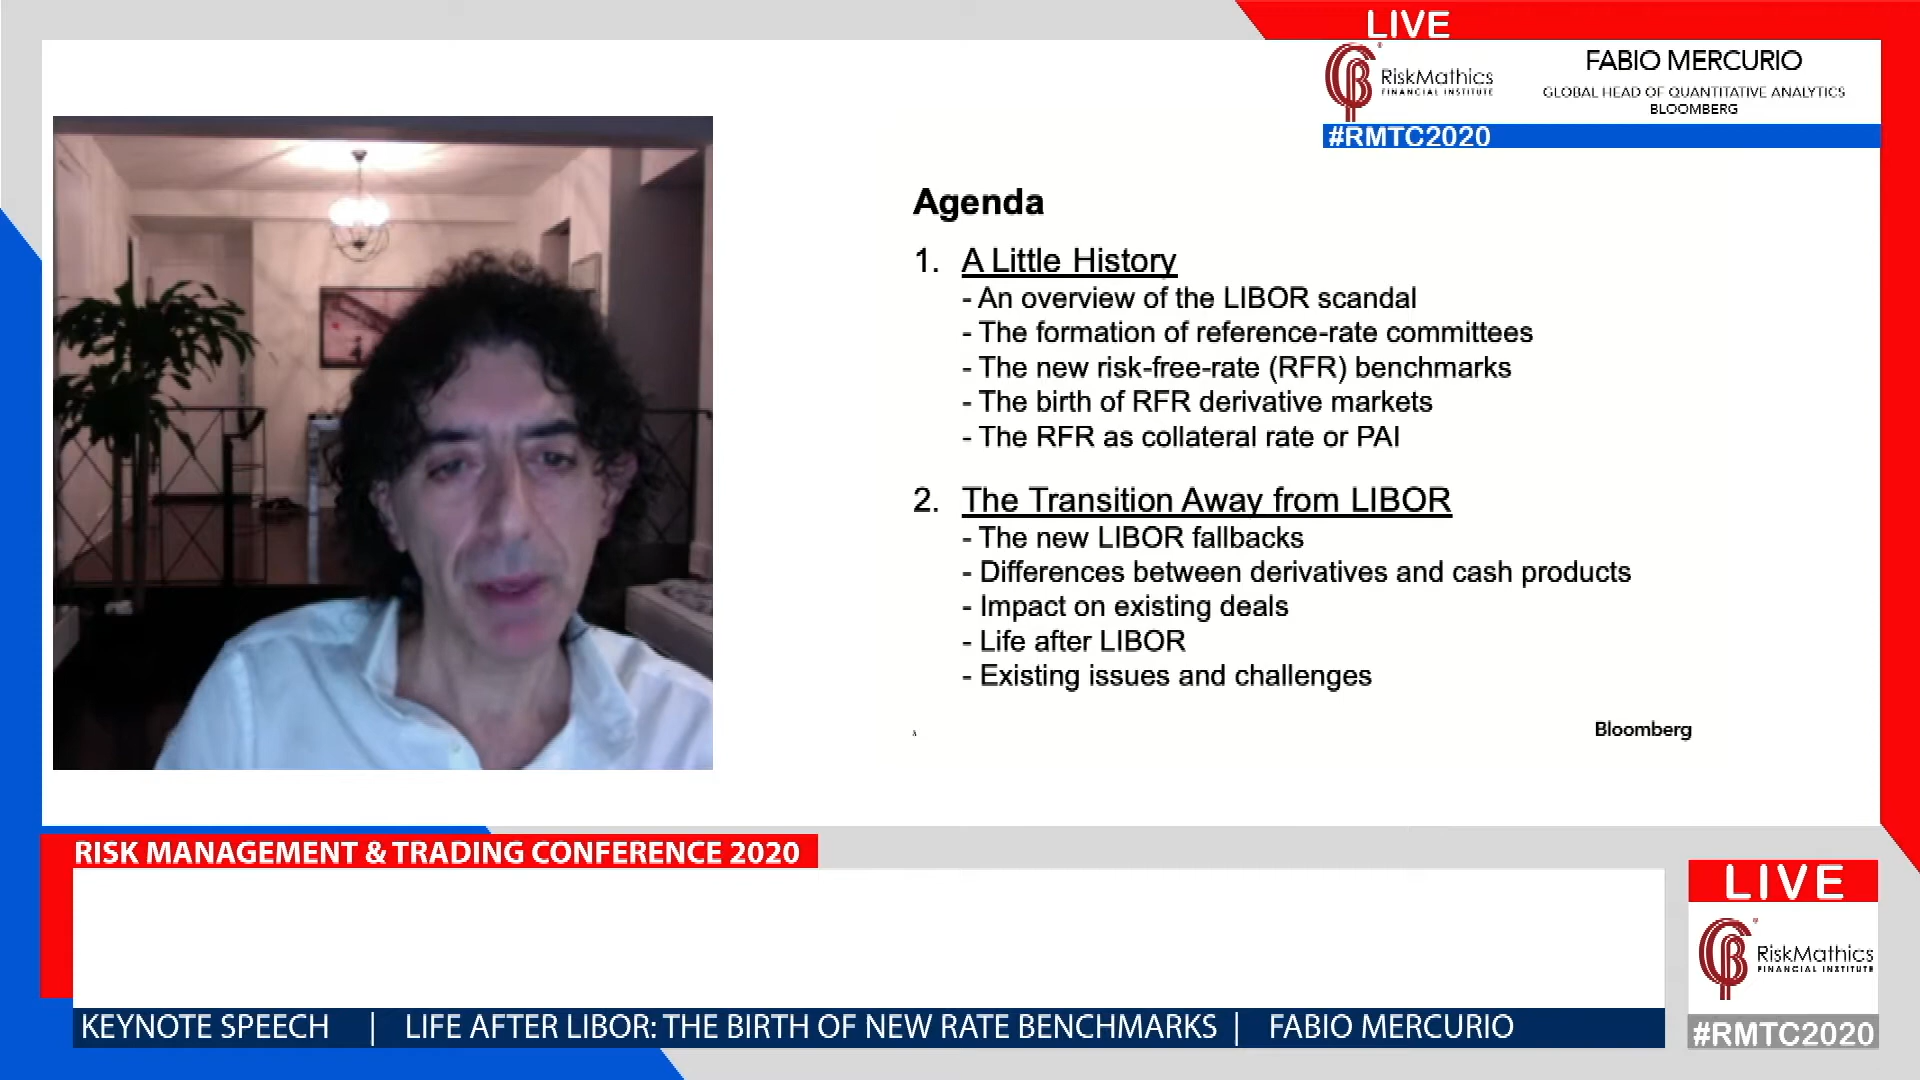 LIVE
RiskMathics
FINANCIAL INSTITUTE
FABIO MERCURIO
GLOBAL HEAD OF QUANTITATIVE ANALYTICS
BLOOMBERG
#RMTC2020
Agenda
1. A Little History
- An overview of the LIBOR scandal
- The formation of reference-rate committees
- The new risk-free-rate (RFR) benchmarks
- The birth of RFR derivative markets
- The RFR as collateral rate or PAI
2. The Transition Away from LIBOR
- The new LIBOR fallbacks
- Differences between derivatives and cash products
- Impact on existing deals
- Life after LIBOR
- Existing issues and challenges
Bloomberg
RISK MANAGEMENT & TRADING CONFERENCE 2020
LIVE
RiskMathics
FINANCIAL INSTITUTE
#RMTC2020
KEYNOTE SPEECH | LIFE AFTER LIBOR: THE BIRTH OF NEW RATE BENCHMARKS | FABIO MERCURIO